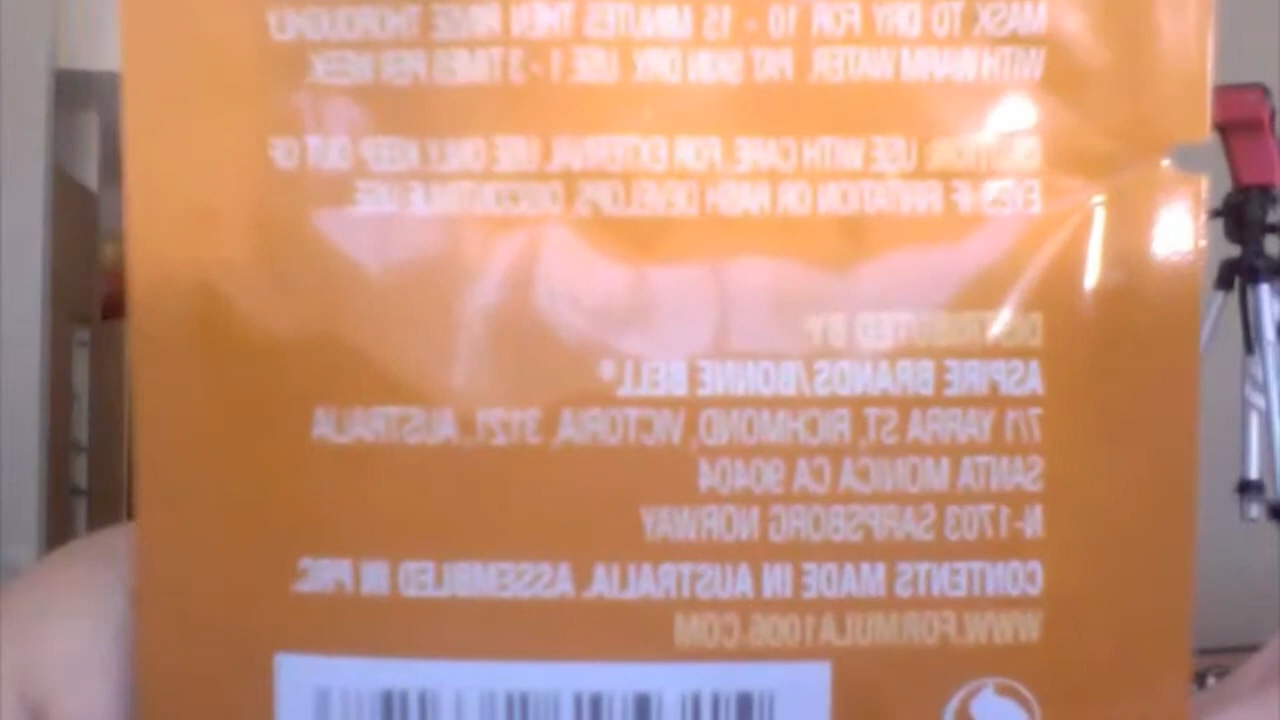 MASK TO DRY FOR 10 - 15 MINUTES THEN RINSE THOROUGHLY
WITH WARM WATER. PAT SKIN DRY. USE 1 - 3 TIMES PER WEEK.
CAUTION: USE WITH CARE. FOR EXTERNAL USE ONLY. KEEP OUT OF
EYES. IF IRRITATION OR RASH DEVELOPS, DISCONTINUE USE.
DISTRIBUTED BY
ASPIRE BRANDS/BONNE BELL®
7/1 YARRA ST, RICHMOND, VICTORIA, 3121, AUSTRALIA
SANTA MONICA CA 90404
N-1703 SARPSBORG NORWAY
CONTENTS MADE IN AUSTRALIA. ASSEMBLED IN PRC.
WWW.FORMULA1006.COM